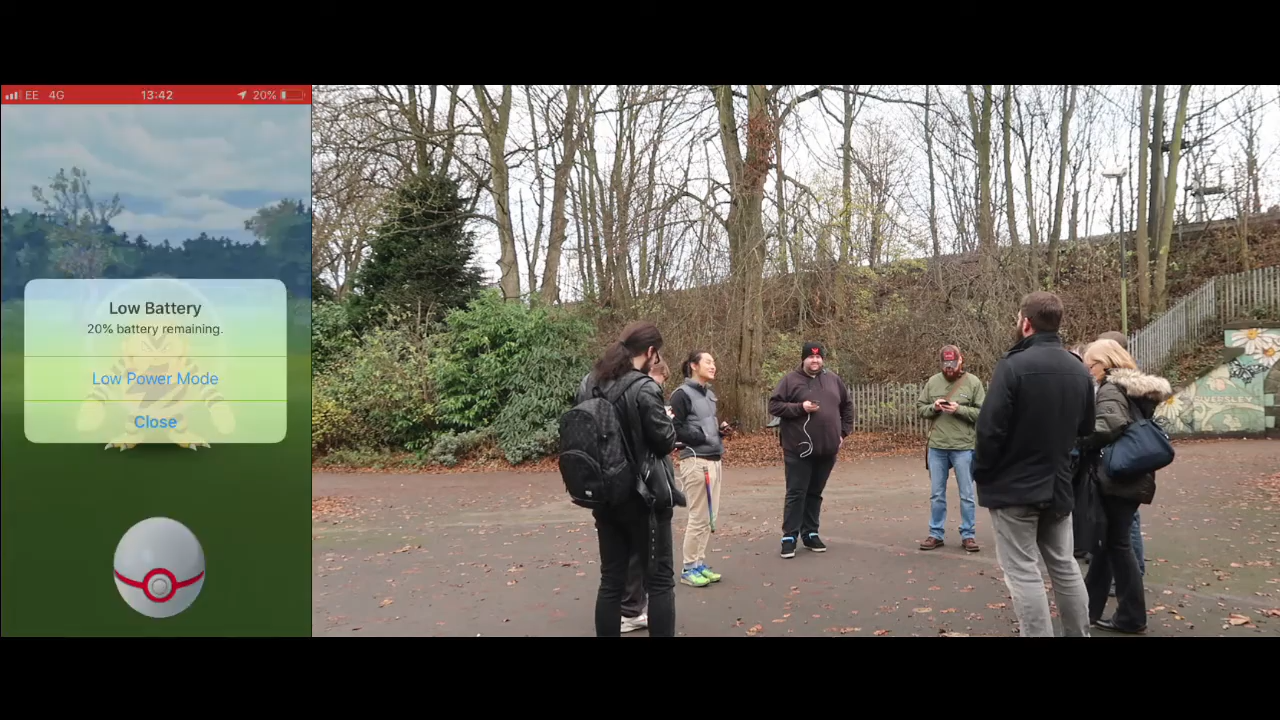 EE 4G 13:42 20%
Low Battery
20% battery remaining.
Low Power Mode
Close